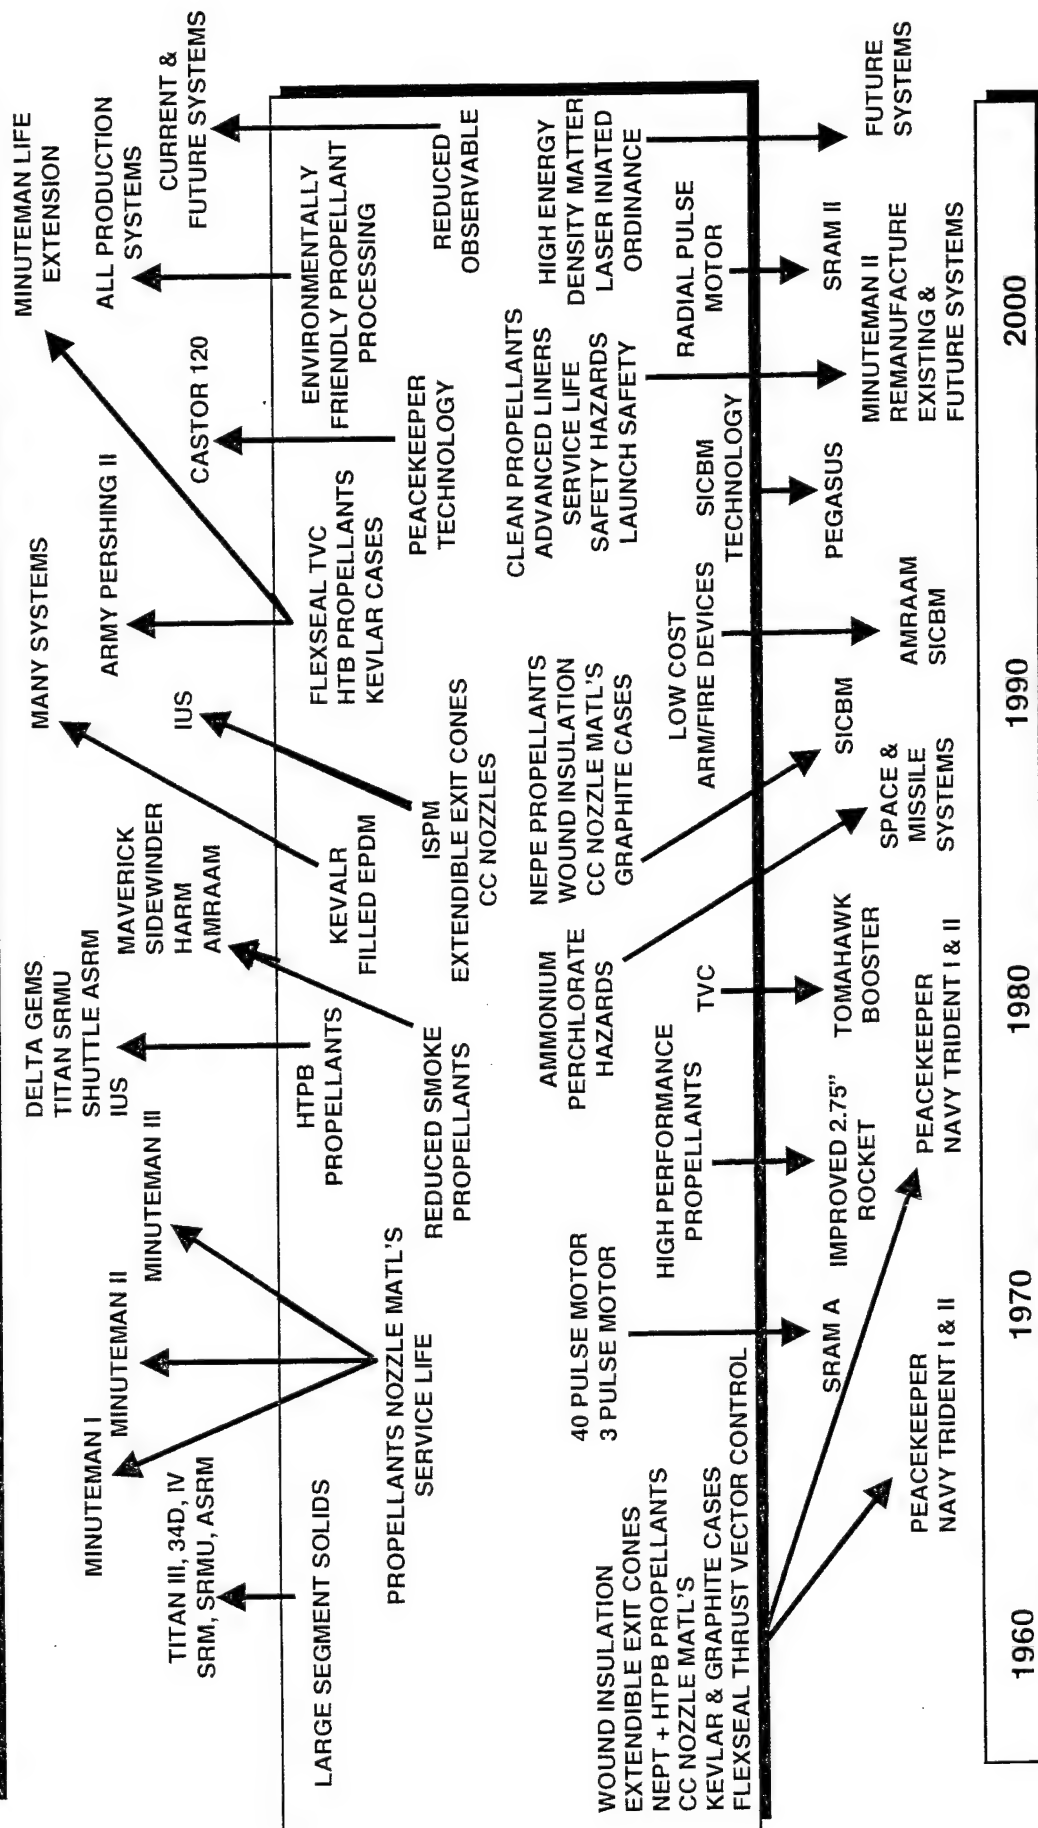 MINUTEMAN I
MINUTEMAN II
MINUTEMAN III
TITAN III, 34D, IV
SRM, SRMU, ASRM
DELTA GEMS
TITAN SRMU
SHUTTLE ASRM
IUS
MAVERICK
SIDEWINDER
HARM
AMRAAM
MANY SYSTEMS
IUS
ARMY PERSHING II
CASTOR 120
MINUTEMAN LIFE
EXTENSION
ALL PRODUCTION
SYSTEMS
CURRENT &
FUTURE SYSTEMS
LARGE SEGMENT SOLIDS
PROPELLANTS NOZZLE MATL'S
SERVICE LIFE
HTPB
PROPELLANTS
REDUCED SMOKE
PROPELLANTS
KEVALR
FILLED EPDM
ISPM
EXTENDIBLE EXIT CONES
CC NOZZLES
FLEXSEAL TVC
HTB PROPELLANTS
KEVLAR CASES
PEACEKEEPER
TECHNOLOGY
ENVIRONMENTALLY
FRIENDLY PROPELLANT
PROCESSING
REDUCED
OBSERVABLE
WOUND INSULATION
EXTENDIBLE EXIT CONES
NEPT + HTPB PROPELLANTS
CC NOZZLE MATL'S
KEVLAR & GRAPHITE CASES
FLEXSEAL THRUST VECTOR CONTROL
40 PULSE MOTOR
3 PULSE MOTOR
HIGH PERFORMANCE
PROPELLANTS
AMMONIUM
PERCHLORATE
HAZARDS
TVC
NEPE PROPELLANTS
WOUND INSULATION
CC NOZZLE MATL'S
GRAPHITE CASES
LOW COST
ARM/FIRE DEVICES
CLEAN PROPELLANTS
ADVANCED LINERS
SERVICE LIFE
SAFETY HAZARDS
LAUNCH SAFETY
SICBM
TECHNOLOGY
HIGH ENERGY
DENSITY MATTER
LASER INIATED
ORDINANCE
RADIAL PULSE
MOTOR
PEACEKEEPER
NAVY TRIDENT I & II
SRAM A
IMPROVED 2.75"
ROCKET
PEACEKEEPER
NAVY TRIDENT I & II
TOMAHAWK
BOOSTER
SPACE &
MISSILE
SYSTEMS
SICBM
AMRAAM
SICBM
PEGASUS
MINUTEMAN II
REMANUFACTURE
EXISTING &
FUTURE SYSTEMS
SRAM II
FUTURE
SYSTEMS
1960
1970
1980
1990
2000